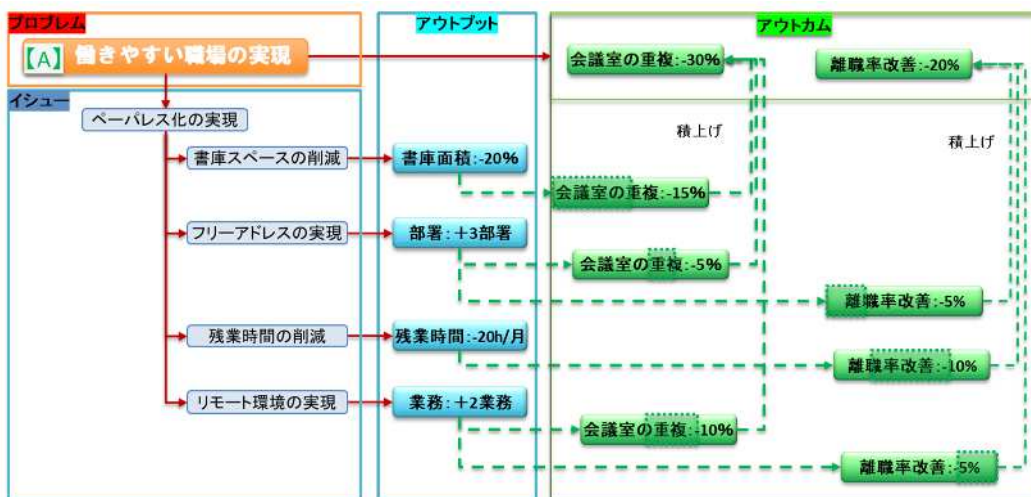 プロブレム
アウトプット
アウトカム
【A】 働きやすい職場の実現
会議室の重複:-30%
離職率改善:-20%
イシュー
ペーパレス化の実現
積上げ
積上げ
書庫スペースの削減
書庫面積:-20%
会議室の重複:-15%
フリーアドレスの実現
部署:＋3部署
会議室の重複:-5%
離職率改善:-5%
残業時間の削減
残業時間:-20h/月
離職率改善:-10%
リモート環境の実現
業務:＋2業務
会議室の重複:-10%
離職率改善:-5%